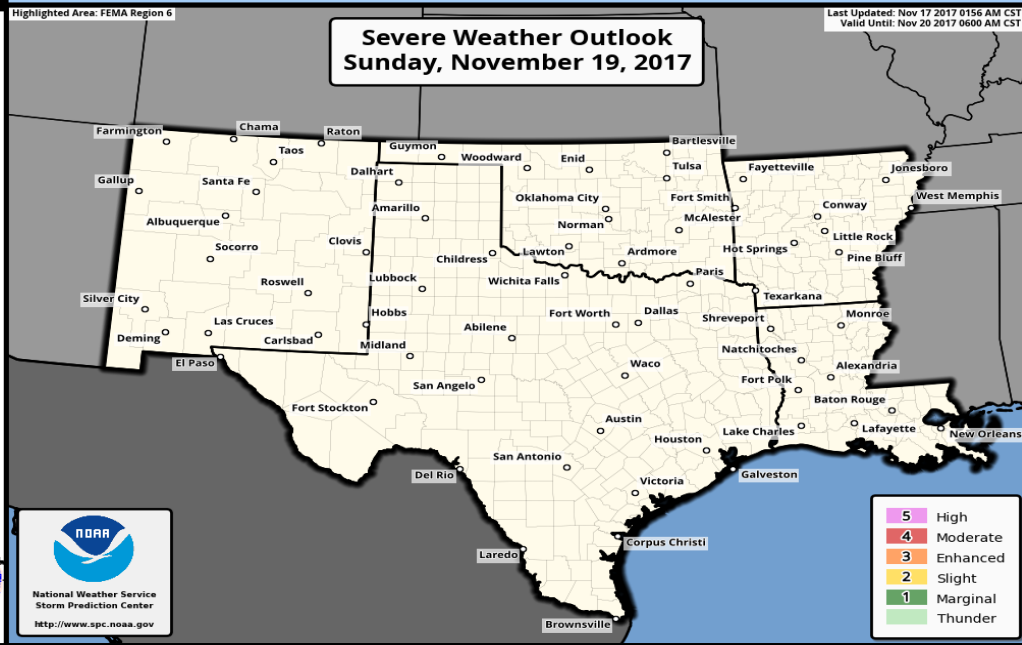 Highlighted Area: FEMA Region 6
Last Updated: Nov 17 2017 0156 AM CST
Valid Until: Nov 20 2017 0600 AM CST
Severe Weather Outlook
Sunday, November 19, 2017
Farmington
Chama
Raton
Taos
Guymon
Woodward
Enid
Bartlesville
Tulsa
Fayetteville
Jonesboro
Gallup
Santa Fe
Dalhart
Oklahoma City
Fort Smith
West Memphis
Albuquerque
Amarillo
Norman
McAlester
Conway
Socorro
Clovis
Childress
Lawton
Ardmore
Hot Springs
Little Rock
Pine Bluff
Roswell
Lubbock
Wichita Falls
Paris
Texarkana
Silver City
Deming
Las Cruces
Carlsbad
Hobbs
Midland
Abilene
Fort Worth
Dallas
Shreveport
Monroe
El Paso
San Angelo
Waco
Natchitoches
Alexandria
Fort Polk
Fort Stockton
Austin
Baton Rouge
Houston
Lake Charles
Lafayette
New Orleans
Del Rio
San Antonio
Victoria
Galveston
Laredo
Corpus Christi
Brownsville
NOAA
National Weather Service
Storm Prediction Center
http://www.spc.noaa.gov
5 High
4 Moderate
3 Enhanced
2 Slight
1 Marginal
Thunder